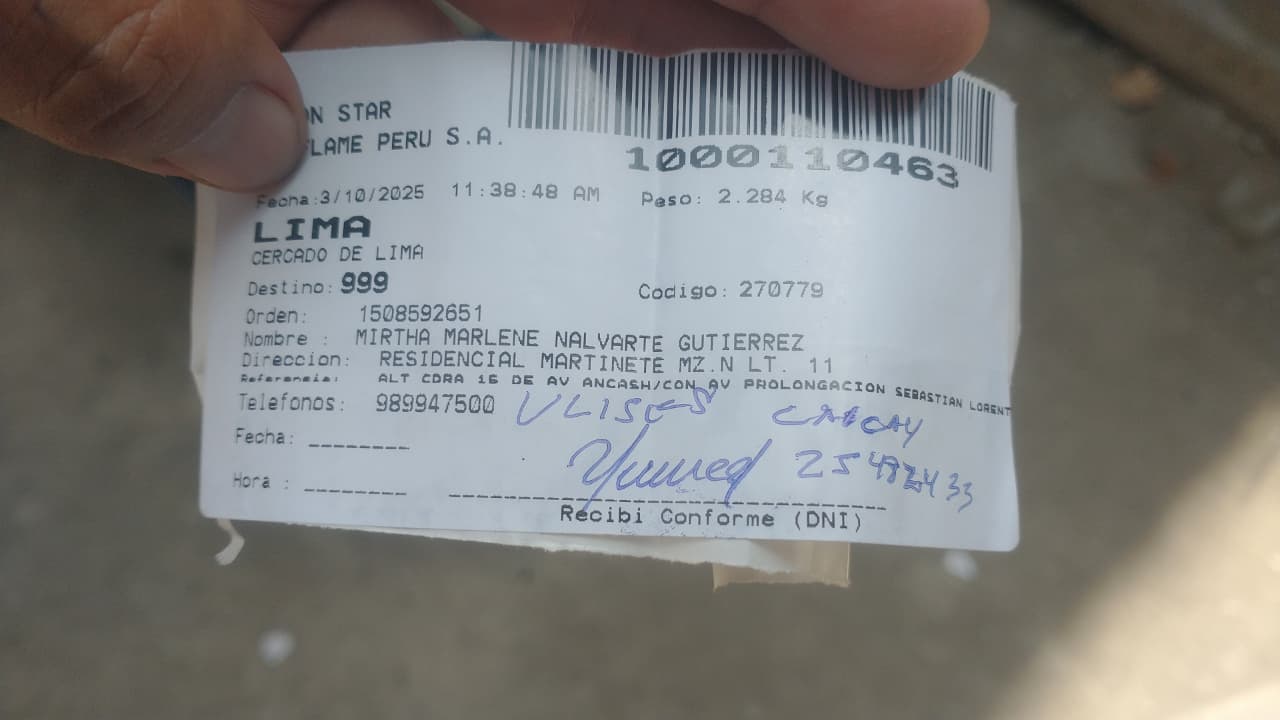 N STAR
LAME PERU S.A.
1000110463
Fecha:3/10/2025 11:38:48 AM Peso: 2.284 Kg
LIMA
CERCADO DE LIMA
Destino: 999 Codigo: 270779
Orden: 1508592651
Nombre : MIRTHA MARLENE NALVARTE GUTIERREZ
Direccion: RESIDENCIAL MARTINETE MZ.N LT. 11
Referencia: ALT CDRA 16 DE AV ANCASH/CON AV PROLONGACION SEBASTIAN LORENT
Telefonos: 989947500 ULISES
Fecha: ________
Hora : ________
Recibi Conforme (DNI)